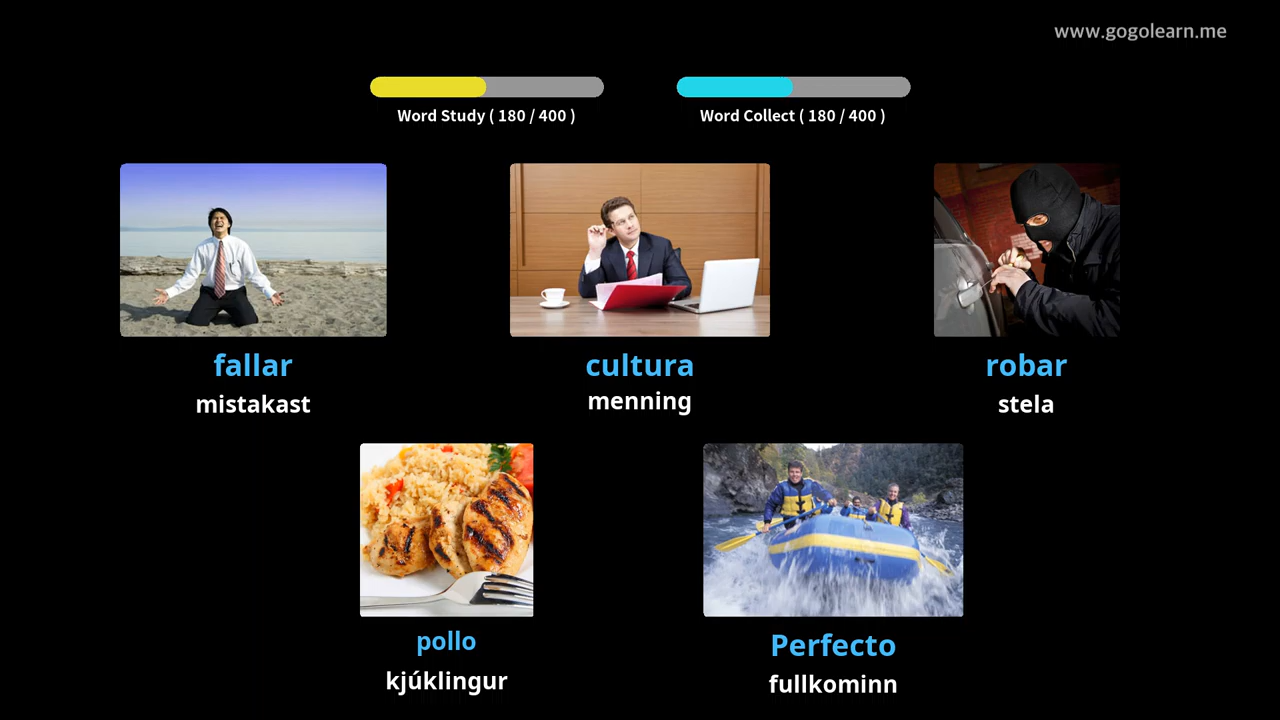 www.gogolearn.me
Word Study ( 180 / 400 )
Word Collect ( 180 / 400 )
fallar
mistakast
cultura
menning
robar
stela
pollo
kjúklingur
Perfecto
fullkominn